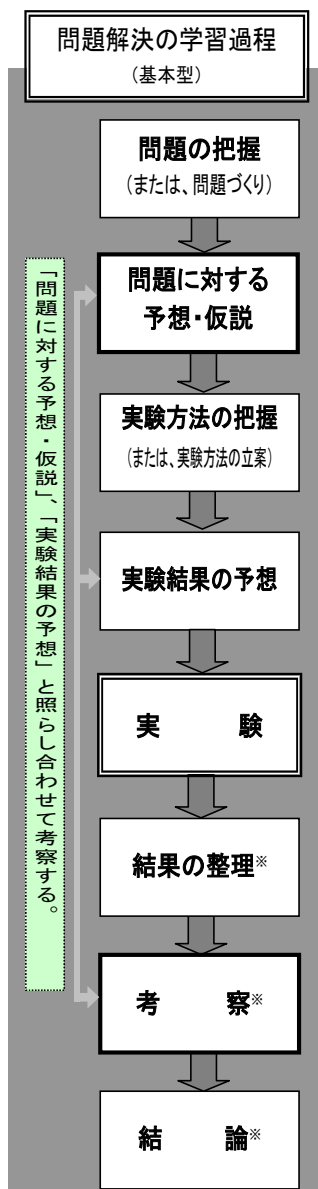 問題解決の学習過程
(基本型)
問題の把握
(または、問題づくり)
問題に対する
予想・仮説
実験方法の把握
(または、実験方法の立案)
実験結果の予想
実　　験
結果の整理※
考　　察※
結　　論※
「問題に対する予想・仮説」、「実験結果の予想」と照らし合わせて考察する。